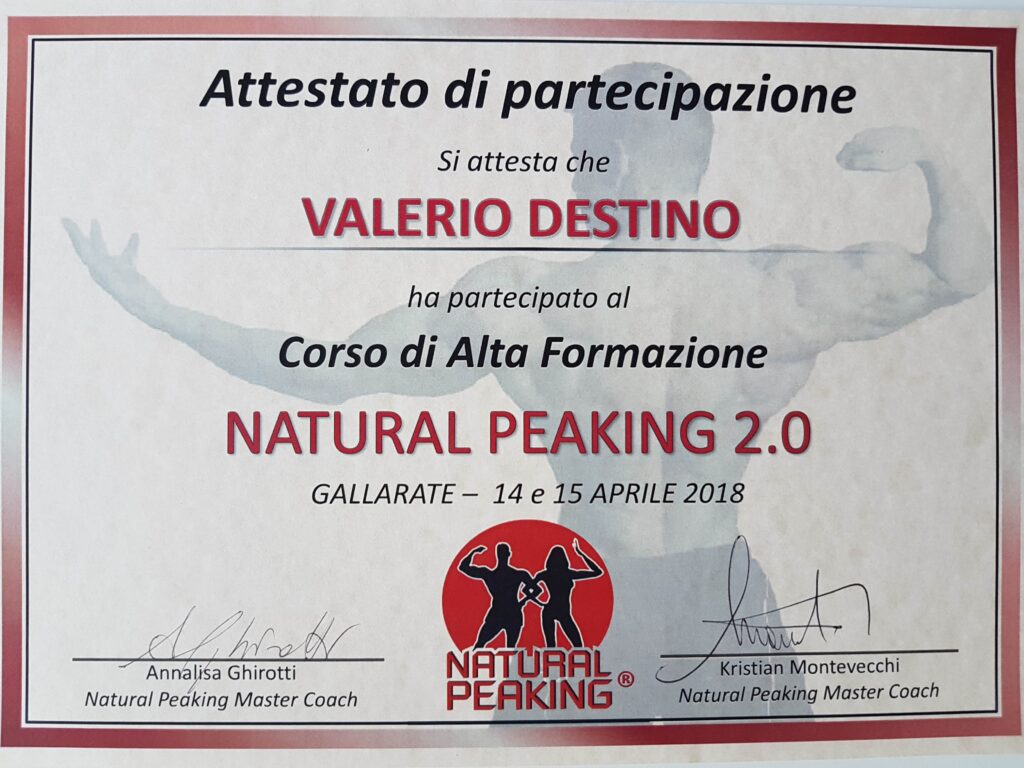 Attestato di partecipazione
Si attesta che
VALERIO DESTINO
ha partecipato al
Corso di Alta Formazione
NATURAL PEAKING 2.0
GALLARATE – 14 e 15 APRILE 2018
A. Ghirotti
Annalisa Ghirotti
Natural Peaking Master Coach
NATURAL
PEAKING ®
Kristian Montevecchi
Natural Peaking Master Coach